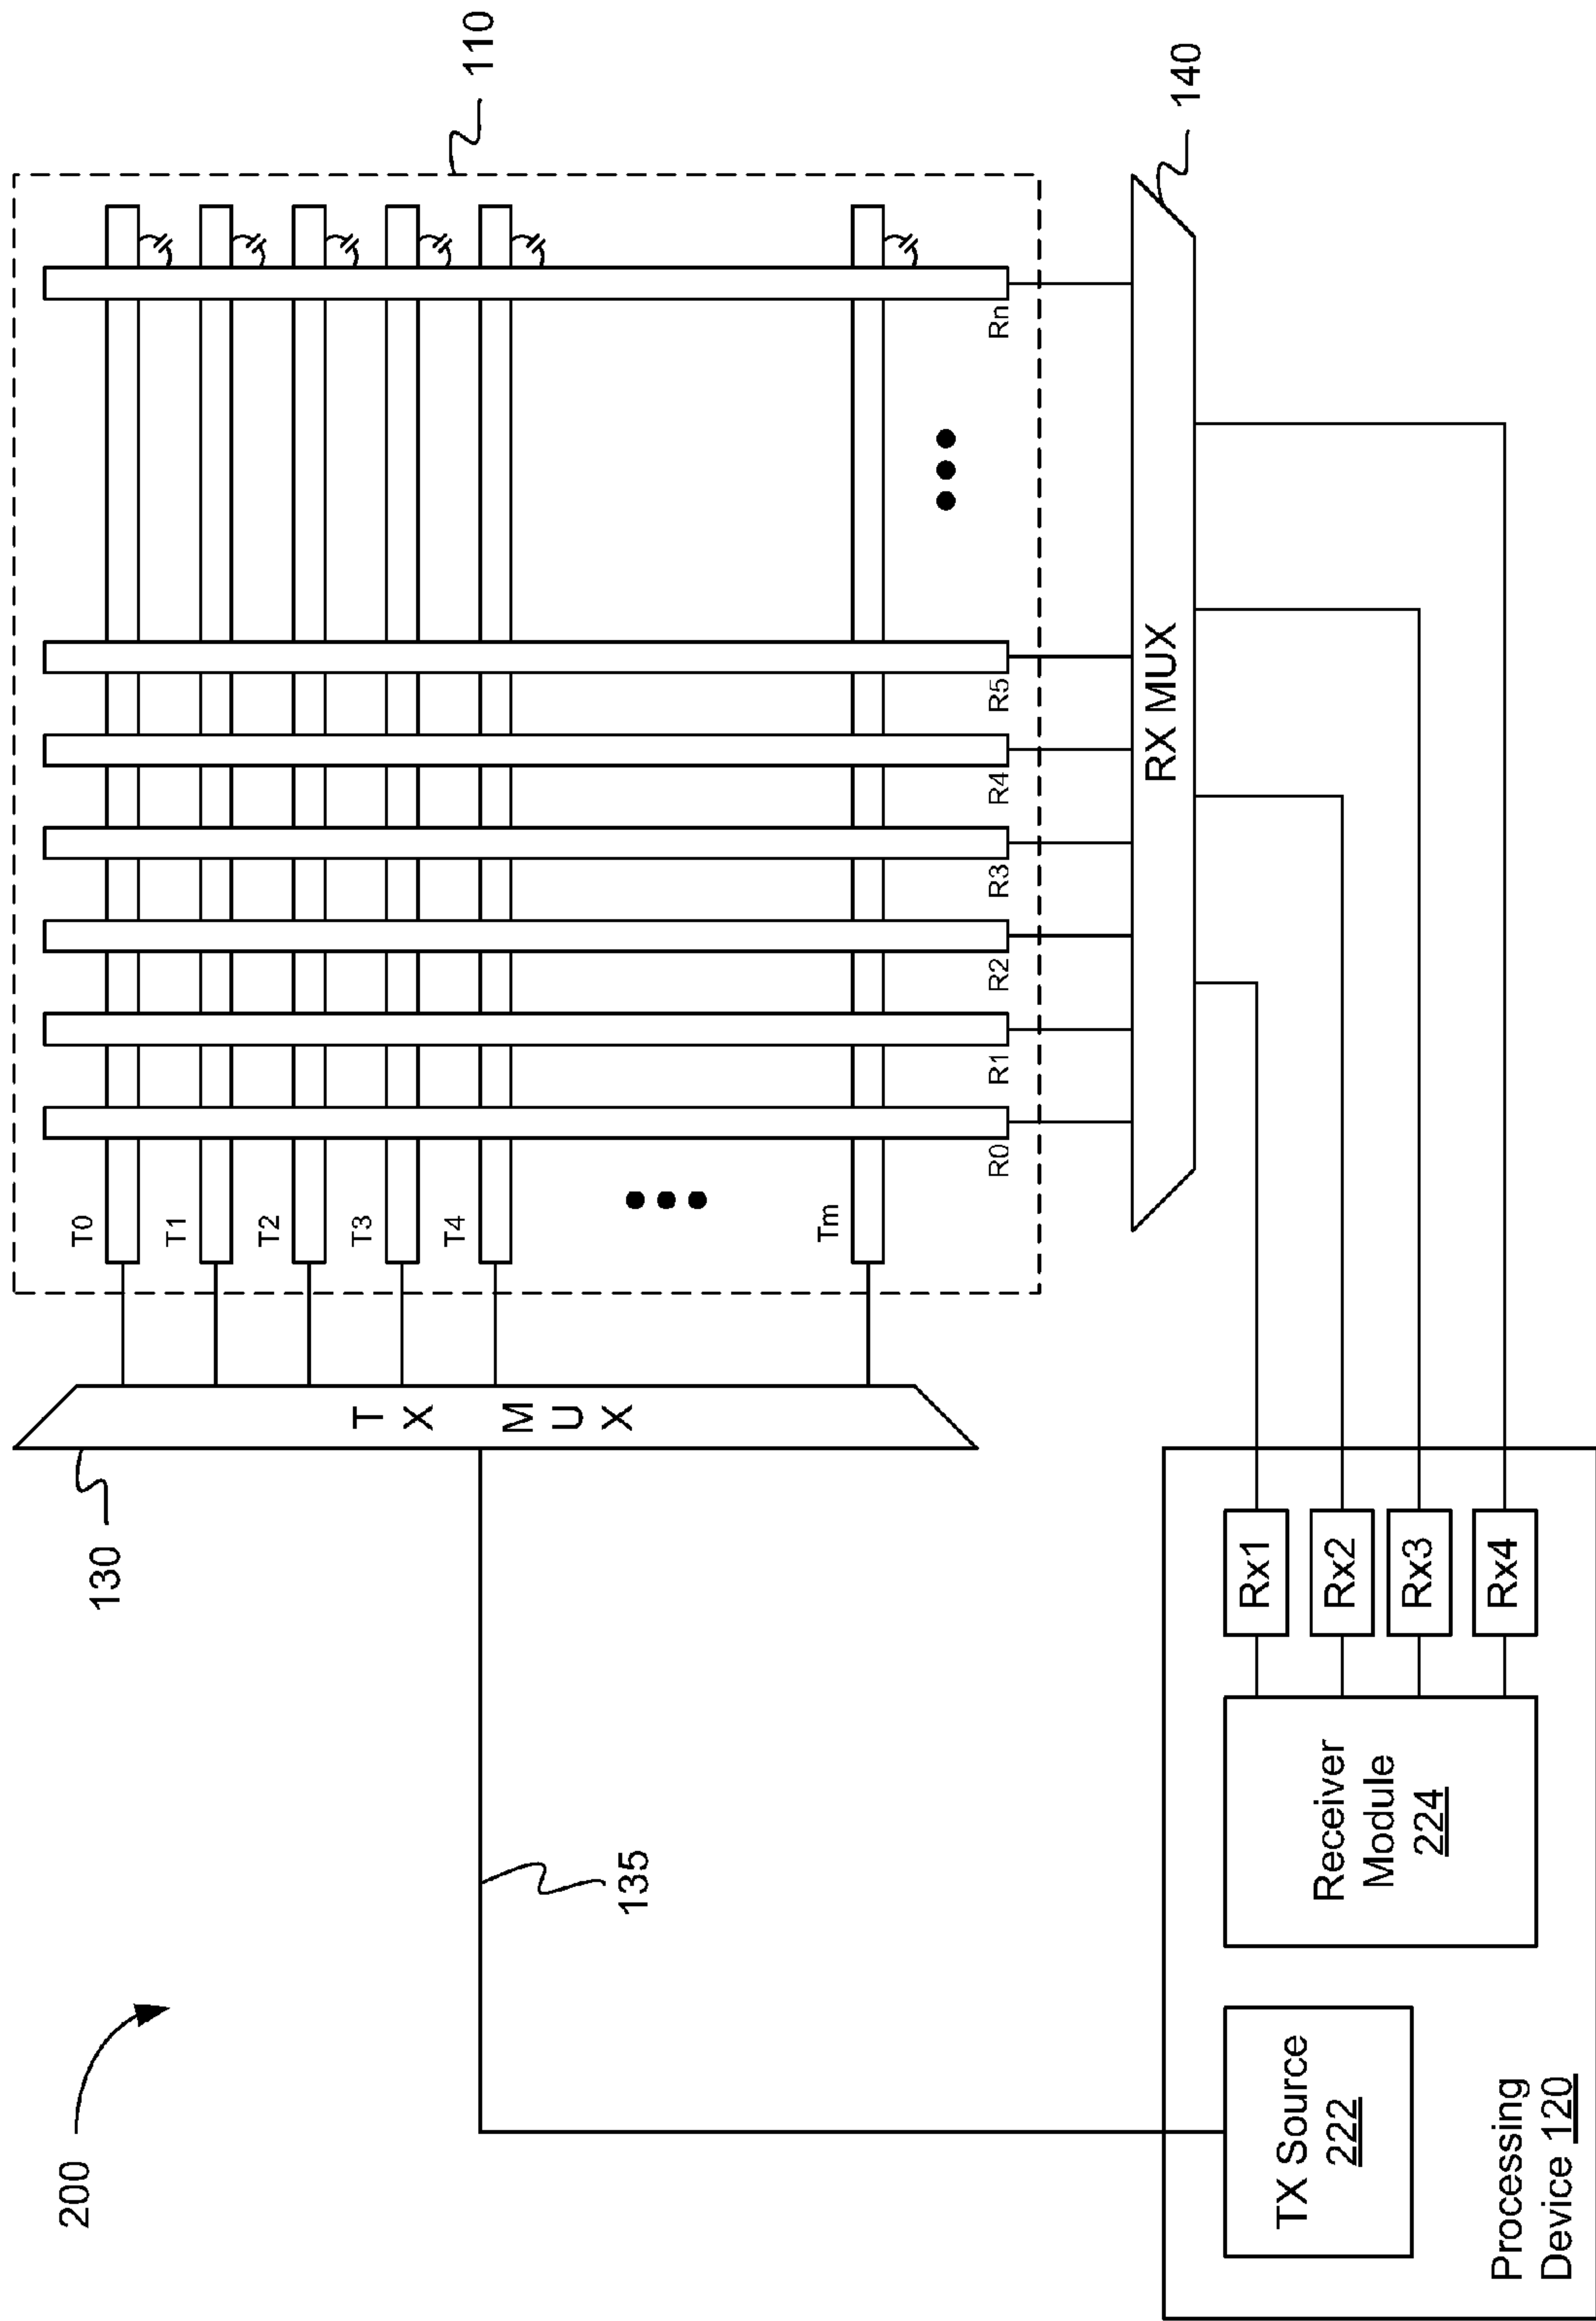 200
130
TX MUX
110
T0
T1
T2
T3
T4
Tm
R0
R1
R2
R3
R4
R5
Rn
135
140
RX MUX
TX Source
222
Receiver
Module
224
Rx1
Rx2
Rx3
Rx4
Processing
Device 120